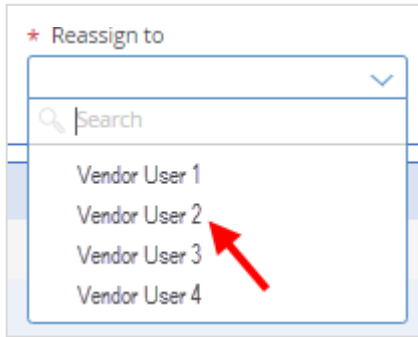 * Reassign to
Search
Vendor User 1
Vendor User 2
Vendor User 3
Vendor User 4